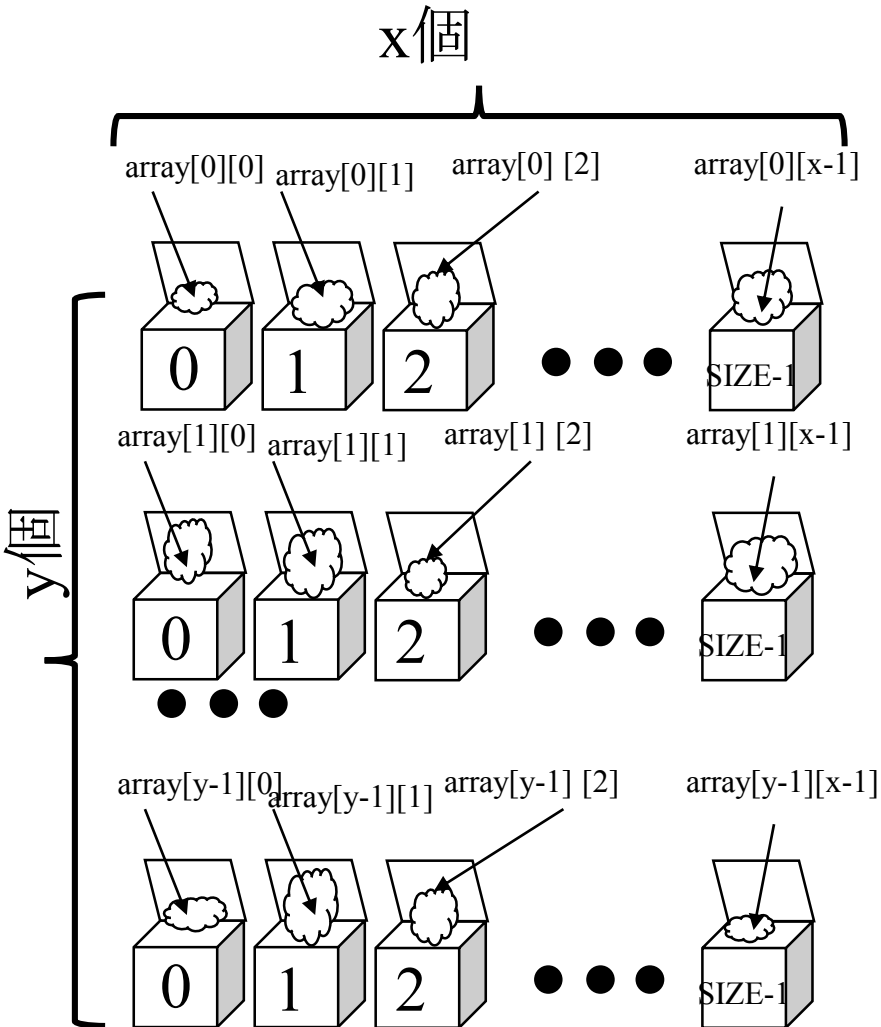 x個
array[0][0] array[0][1] array[0] [2] array[0][x-1]
0 1 2 SIZE-1
y個
array[1][0] array[1][1] array[1] [2] array[1][x-1]
0 1 2 SIZE-1
array[y-1][0] array[y-1][1] array[y-1] [2] array[y-1][x-1]
0 1 2 SIZE-1